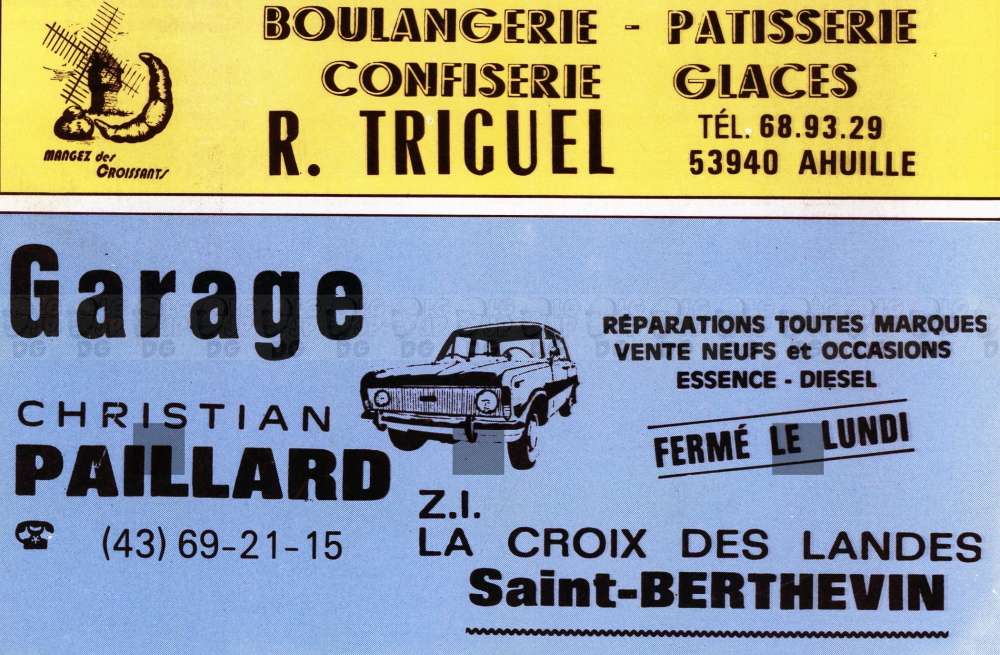 BOULANGERIE - PATISSERIE
CONFISERIE GLACES
R. TRIGUEL
TÉL. 68.93.29
53940 AHUILLE
MANGEZ des
CROISSANTS
Garage
CHRISTIAN
PAILLARD
(43) 69-21-15
RÉPARATIONS TOUTES MARQUES
VENTE NEUFS et OCCASIONS
ESSENCE - DIESEL
FERMÉ LE LUNDI
Z.I.
LA CROIX DES LANDES
Saint-BERTHEVIN